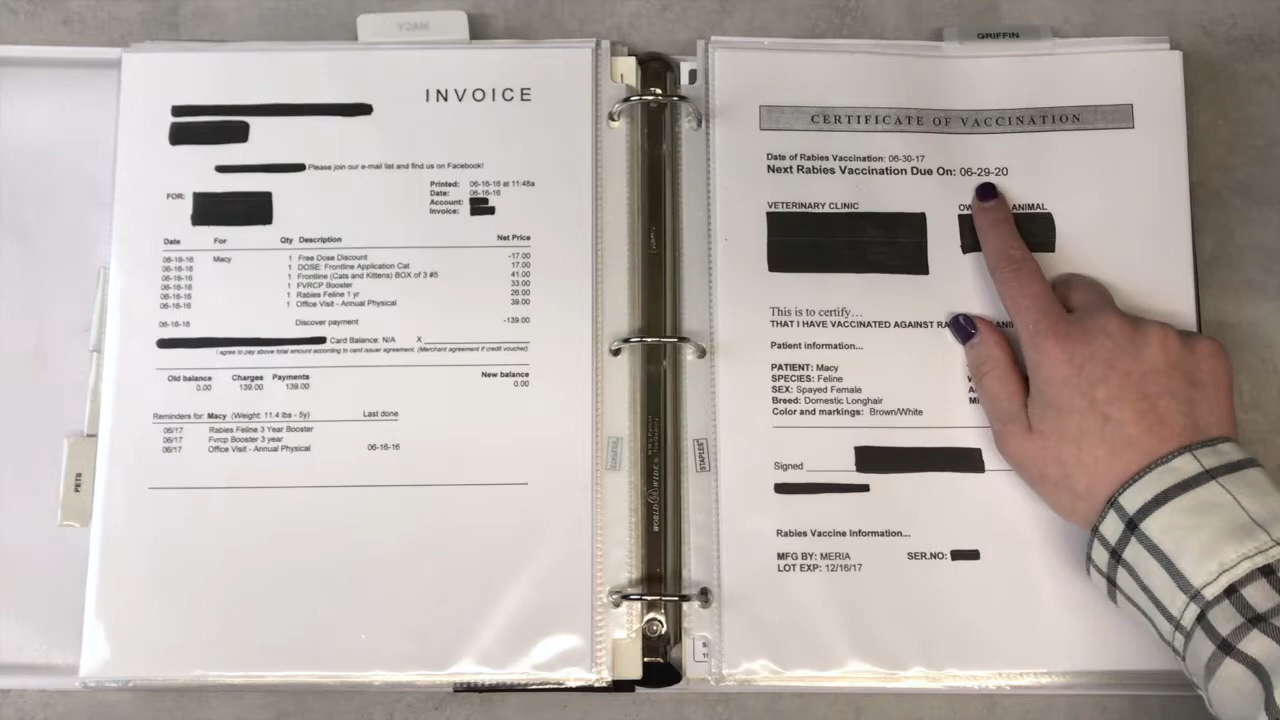 GRIFFIN
INVOICE
Please join our e-mail list and find us on Facebook!
Printed: 06-16-16 at 11:48a
Date: 06-16-16
Account:
Invoice:
FOR:
Date For Qty Description Net Price
06-16-16 Macy 1 Free Dose Discount -17.00
06-16-16 1 DOSE: Frontline Application Cat 17.00
06-16-16 1 Frontline (Cats and Kittens) BOX of 3 #5 41.00
06-16-16 1 FVRCP Booster 33.00
06-16-16 1 Rabies Feline 1 yr 26.00
06-16-16 1 Office Visit - Annual Physical 39.00
06-16-16 Discover payment -139.00
Card Balance: N/A X
I agree to pay above total amount according to card issuer agreement. (Merchant agreement if credit voucher).
Old balance Charges Payments New balance
0.00 139.00 139.00 0.00
Reminders for: Macy (Weight: 11.4 lbs - 5y) Last done
06/17 Rabies Feline 3 Year Booster
06/17 Fvrcp Booster 3 year
06/17 Office Visit - Annual Physical 06-16-16
PETS
WORLD WIDE
STAPLES
CERTIFICATE OF VACCINATION
Date of Rabies Vaccination: 06-30-17
Next Rabies Vaccination Due On: 06-29-20
VETERINARY CLINIC
OW ANIMAL
This is to certify...
THAT I HAVE VACCINATED AGAINST RA ANI
Patient information...
PATIENT: Macy
SPECIES: Feline
SEX: Spayed Female
Breed: Domestic Longhair
Color and markings: Brown/White
Signed
Rabies Vaccine Information...
MFG BY: MERIA SER.NO:
LOT EXP: 12/16/17